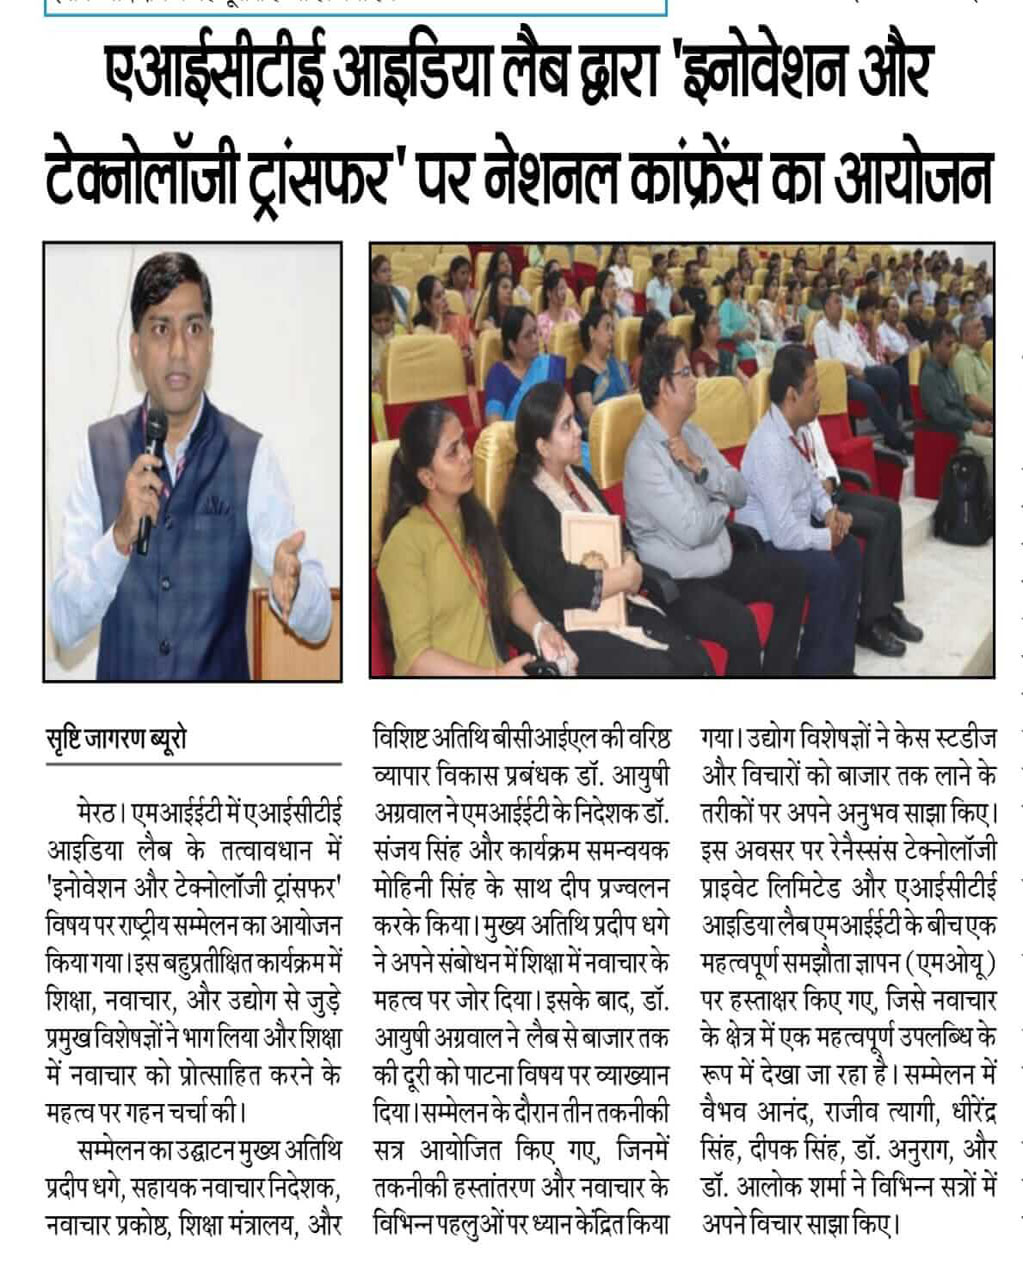 एआईसीटीई आइडिया लैब द्वारा 'इनोवेशन और
टेक्नोलॉजी ट्रांसफर' पर नेशनल कांफ्रेंस का आयोजन
सृष्टि जागरण ब्यूरो
मेरठ। एमआईईटी में एआईसीटीई
आइडिया लैब के तत्वावधान में
'इनोवेशन और टेक्नोलॉजी ट्रांसफर'
विषय पर राष्ट्रीय सम्मेलन का आयोजन
किया गया। इस बहुप्रतीक्षित कार्यक्रम में
शिक्षा, नवाचार, और उद्योग से जुड़े
प्रमुख विशेषज्ञों ने भाग लिया और शिक्षा
में नवाचार को प्रोत्साहित करने के
महत्व पर गहन चर्चा की।
सम्मेलन का उद्घाटन मुख्य अतिथि
प्रदीप धगे, सहायक नवाचार निदेशक,
नवाचार प्रकोष्ठ, शिक्षा मंत्रालय, और
विशिष्ट अतिथि बीसीआईएल की वरिष्ठ
व्यापार विकास प्रबंधक डॉ. आयुषी
अग्रवाल ने एमआईईटी के निदेशक डॉ.
संजय सिंह और कार्यक्रम समन्वयक
मोहिनी सिंह के साथ दीप प्रज्वलन
करके किया। मुख्य अतिथि प्रदीप धगे
ने अपने संबोधन में शिक्षा में नवाचार के
महत्व पर जोर दिया। इसके बाद, डॉ.
आयुषी अग्रवाल ने लैब से बाजार तक
की दूरी को पाटना विषय पर व्याख्यान
दिया। सम्मेलन के दौरान तीन तकनीकी
सत्र आयोजित किए गए, जिनमें
तकनीकी हस्तांतरण और नवाचार के
विभिन्न पहलुओं पर ध्यान केंद्रित किया
गया। उद्योग विशेषज्ञों ने केस स्टडीज
और विचारों को बाजार तक लाने के
तरीकों पर अपने अनुभव साझा किए।
इस अवसर पर रेनैस्संस टेक्नोलॉजी
प्राइवेट लिमिटेड और एआईसीटीई
आइडिया लैब एमआईईटी के बीच एक
महत्वपूर्ण समझौता ज्ञापन (एमओयू)
पर हस्ताक्षर किए गए, जिसे नवाचार
के क्षेत्र में एक महत्वपूर्ण उपलब्धि के
रूप में देखा जा रहा है। सम्मेलन में
वैभव आनंद, राजीव त्यागी, धीरेंद्र
सिंह, दीपक सिंह, डॉ. अनुराग, और
डॉ. आलोक शर्मा ने विभिन्न सत्रों में
अपने विचार साझा किए।